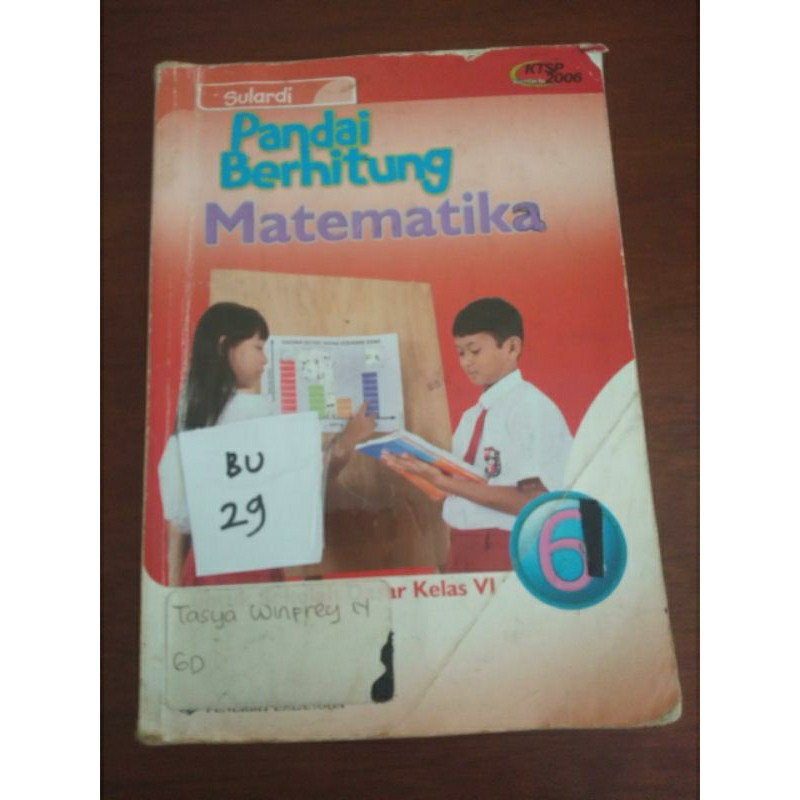 Sulardi
KTSP
2006
Pandai
Berhitung
Matematika
BU
29
6
Kelas VI
Tasya Winfrey N
6D